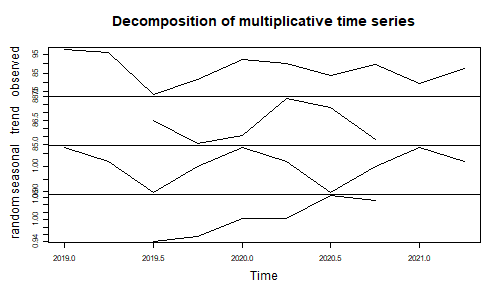 Decomposition of multiplicative time series
observed
95
85
trend
86.5
85.0
seasonal
1.00
random
1.00
0.94
2019.0 2019.5 2020.0 2020.5 2021.0
Time